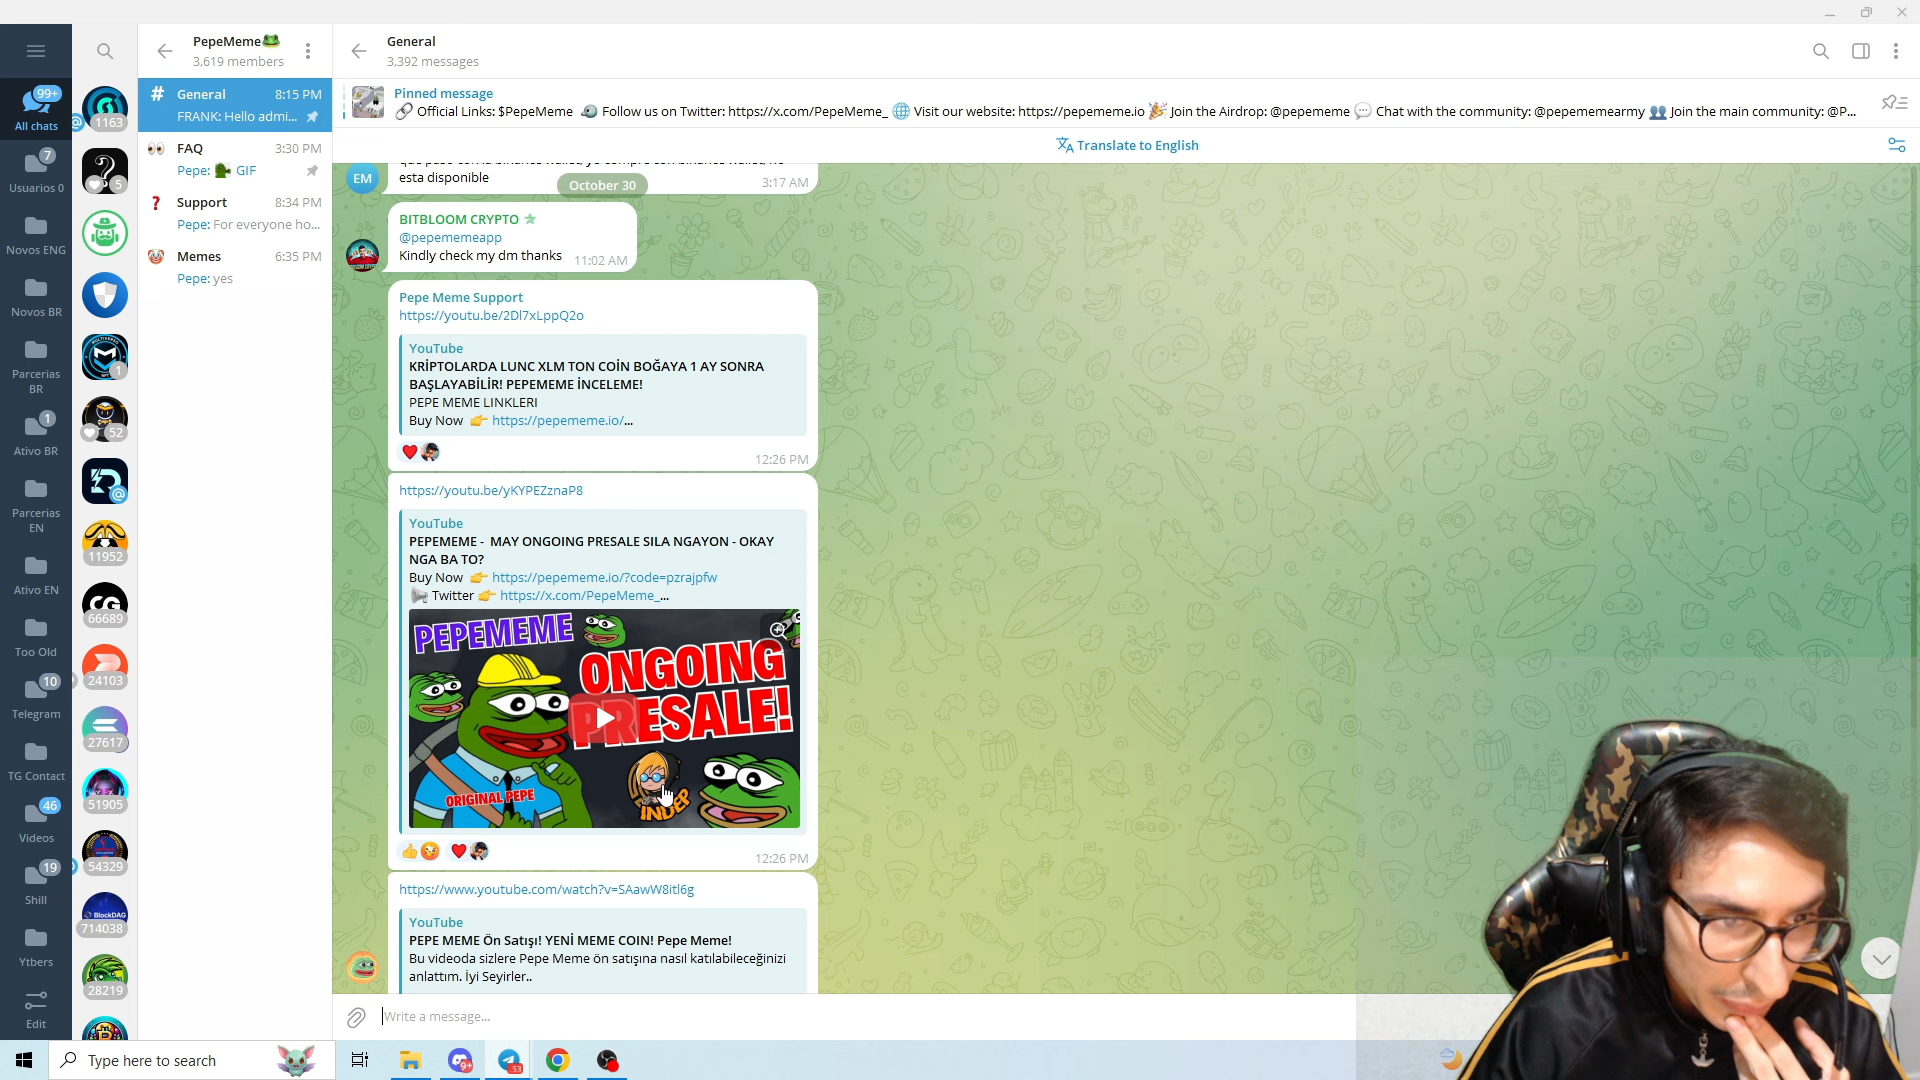 PepeMeme🐸
3,619 members
General
3,392 messages
Pinned message
🔗 Official Links: $PepeMeme 🐋 Follow us on Twitter: https://x.com/PepeMeme_ 🌐 Visit our website: https://pepememe.io 🎉 Join the Airdrop: @pepememe 💬 Chat with the community: @pepememearmy 👥 Join the main community: @P...
Translate to English
99+
All chats
7
Usuarios 0
Novos ENG
Novos BR
Parcerias
BR
1
Ativo BR
Parcerias
EN
Ativo EN
Too Old
10
Telegram
TG Contact
46
Videos
19
Shill
Ytbers
Edit
1163
5
1
52
11952
CG
66689
24103
27617
51905
54329
BlockDAG
714038
28219
# General 8:15 PM
FRANK: Hello admi...
👀 FAQ 3:30 PM
Pepe: GIF
❓ Support 8:34 PM
Pepe: For everyone ho...
🤡 Memes 6:35 PM
Pepe: yes
EM
esta disponible
3:17 AM
October 30
BITBLOOM CRYPTO
@pepememeapp
Kindly check my dm thanks 11:02 AM
Pepe Meme Support
https://youtu.be/2Dl7xLppQ2o
YouTube
KRİPTOLARDA LUNC XLM TON COİN BOĞAYA 1 AY SONRA
BAŞLAYABİLİR! PEPEMEME İNCELEME!
PEPE MEME LINKLERI
Buy Now 👉 https://pepememe.io/...
12:26 PM
https://youtu.be/yKYPEZznaP8
YouTube
PEPEMEME - MAY ONGOING PRESALE SILA NGAYON - OKAY
NGA BA TO?
Buy Now 👉 https://pepememe.io/?code=pzrajpfw
📢 Twitter 👉 https://x.com/PepeMeme_...
PEPEMEME
ONGOING
PRESALE!
ORIGINAL PEPE
12:26 PM
https://www.youtube.com/watch?v=SAawW8itl6g
YouTube
PEPE MEME Ön Satışı! YENİ MEME COIN! Pepe Meme!
Bu videoda sizlere Pepe Meme ön satışına nasıl katılabileceğinizi
anlattım. İyi Seyirler..
Write a message...
Type here to search